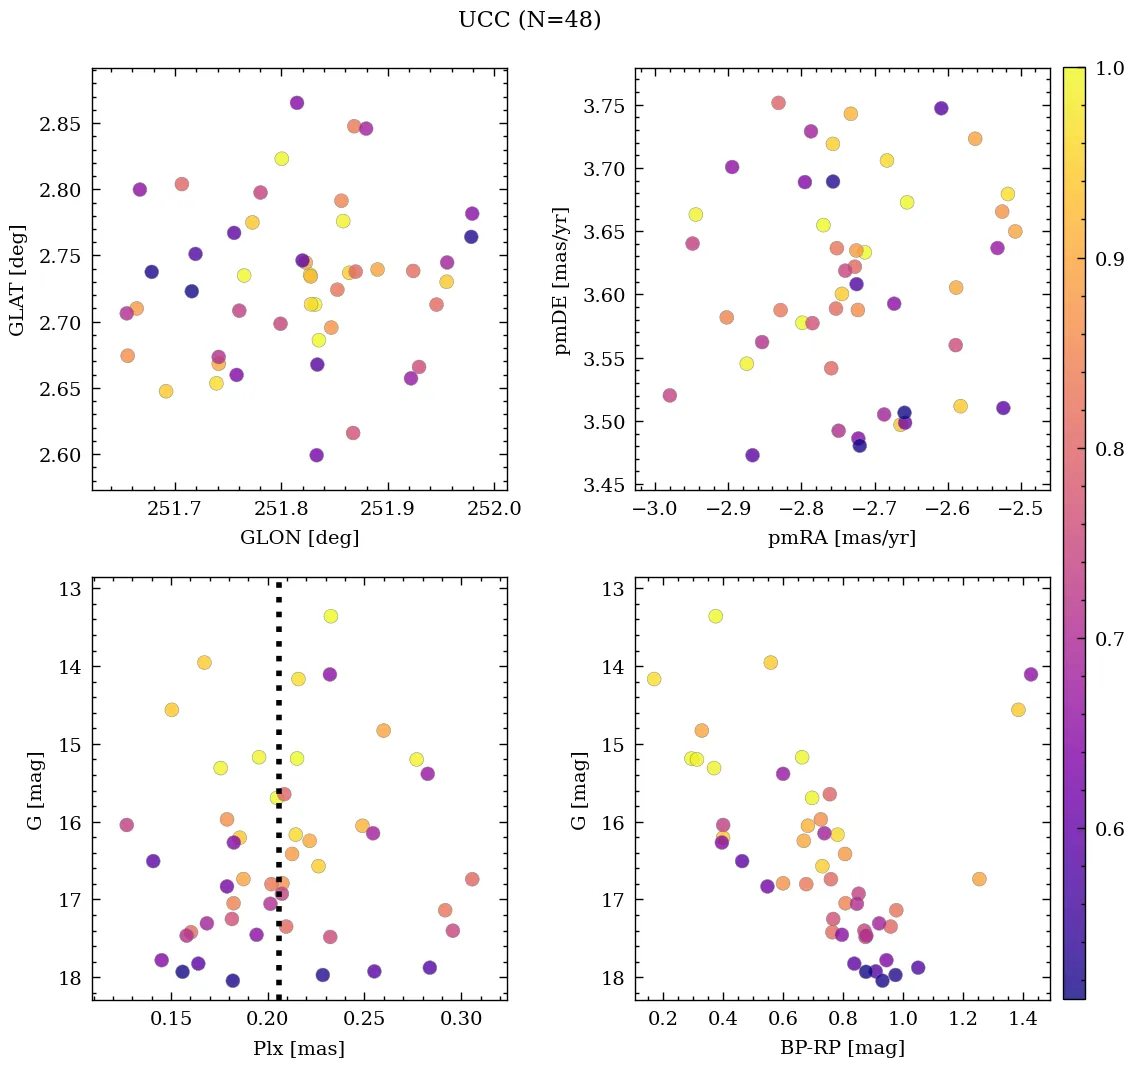 UCC (N=48)
2.85
2.80
2.75
2.70
2.65
2.60
GLAT [deg]
251.7 251.8 251.9 252.0
GLON [deg]
3.75
3.70
3.65
3.60
3.55
3.50
3.45
pmDE [mas/yr]
−3.0 −2.9 −2.8 −2.7 −2.6 −2.5
pmRA [mas/yr]
13
14
15
16
17
18
G [mag]
0.15 0.20 0.25 0.30
Plx [mas]
13
14
15
16
17
18
G [mag]
0.2 0.4 0.6 0.8 1.0 1.2 1.4
BP-RP [mag]
1.0
0.9
0.8
0.7
0.6